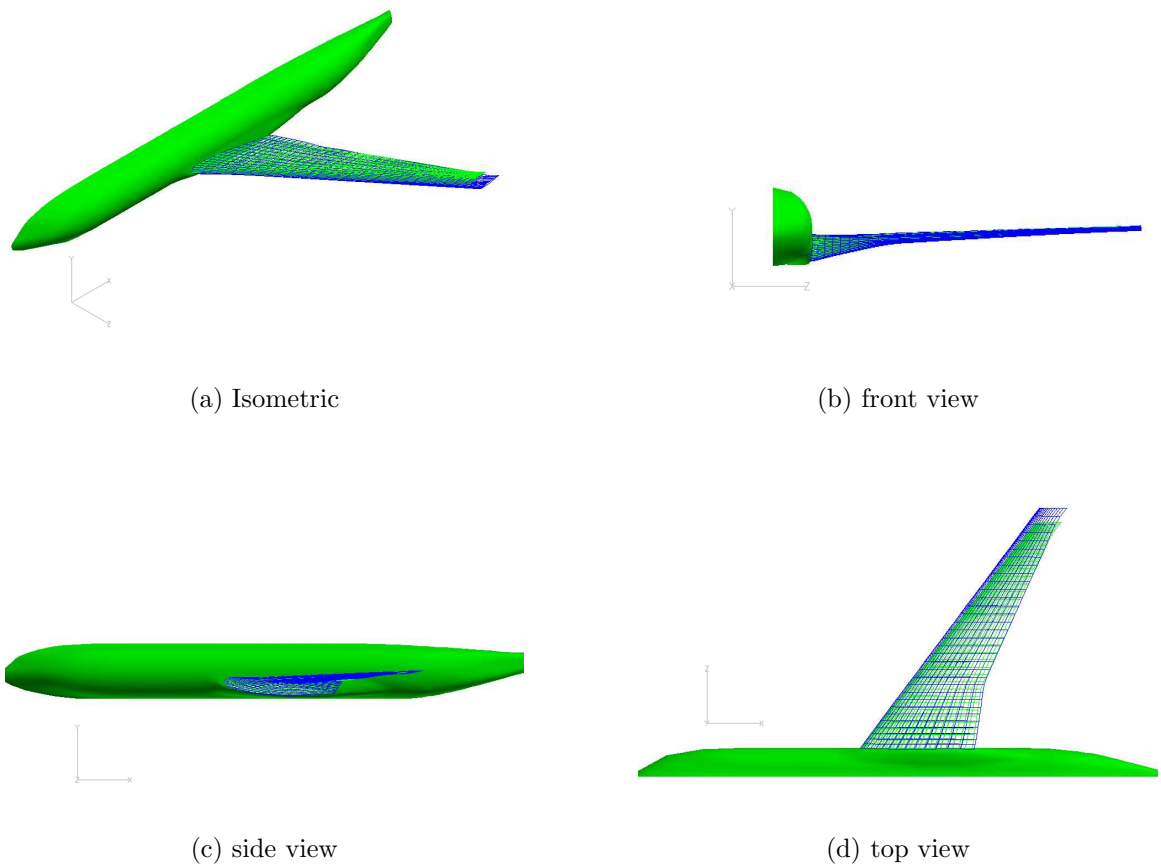 Y
X
Z
(a) Isometric
Y
X
Z
(b) front view
Y
Z
X
(c) side view
Z
Y
X
(d) top view